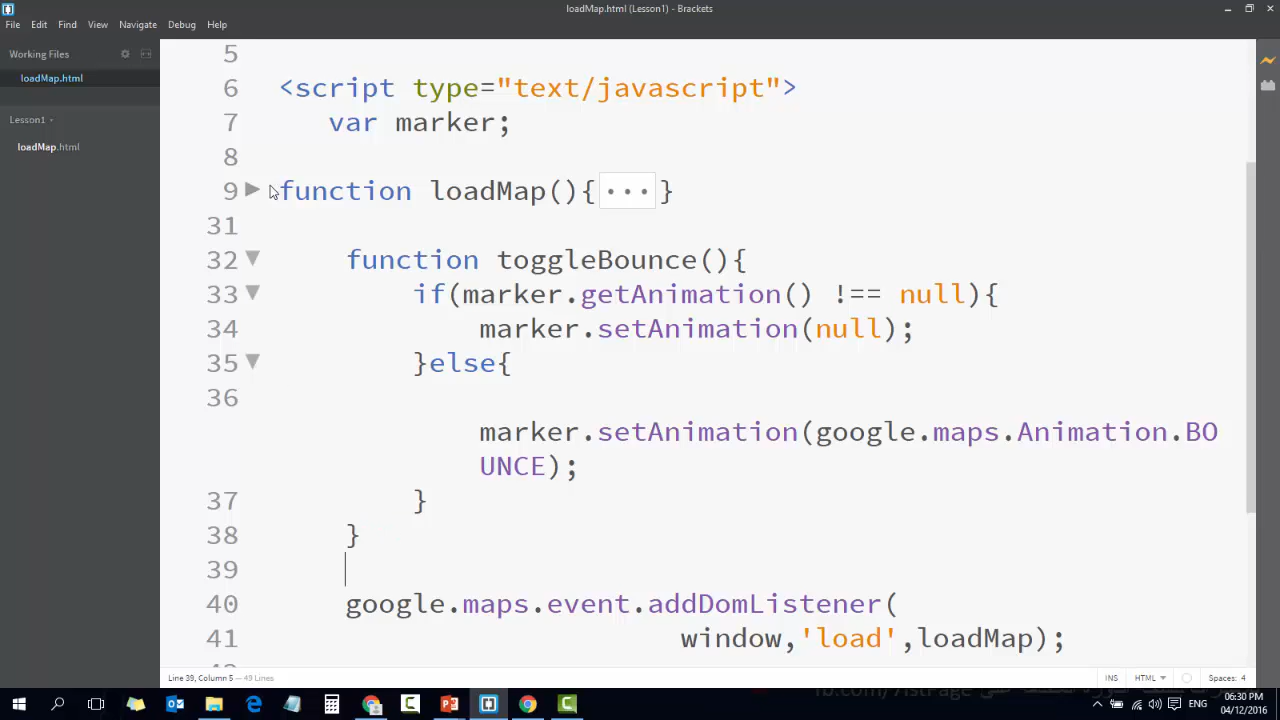 loadMap.html (Lesson1) - Brackets
File Edit Find View Navigate Debug Help
Working Files
loadMap.html
Lesson1
loadMap.html
5
6 <script type="text/javascript">
7 var marker;
8
9 function loadMap(){...}
31
32 function toggleBounce(){
33 if(marker.getAnimation() !== null){
34 marker.setAnimation(null);
35 }else{
36
marker.setAnimation(google.maps.Animation.BO
UNCE);
37 }
38 }
39
40 google.maps.event.addDomListener(
41 window,'load',loadMap);
Line 39, Column 5 — 49 Lines
INS HTML Spaces: 4
ENG
06:30 PM
04/12/2016